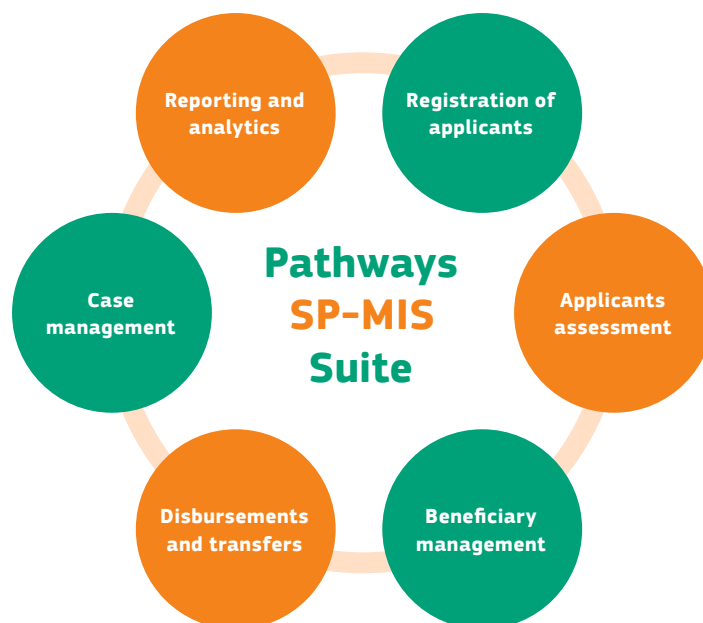 Reporting and
analytics
Registration of
applicants
Pathways
SP-MIS
Suite
Case
management
Applicants
assessment
Disbursements
and transfers
Beneficiary
management